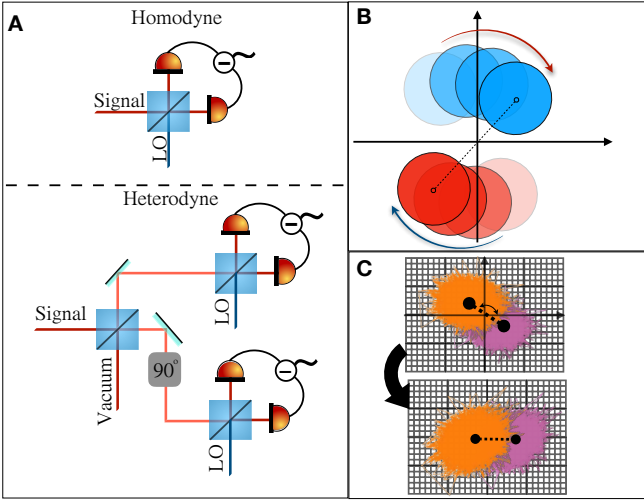 A
Homodyne
Signal
LO
Heterodyne
Signal
Vacuum
90°
LO
LO
B
C